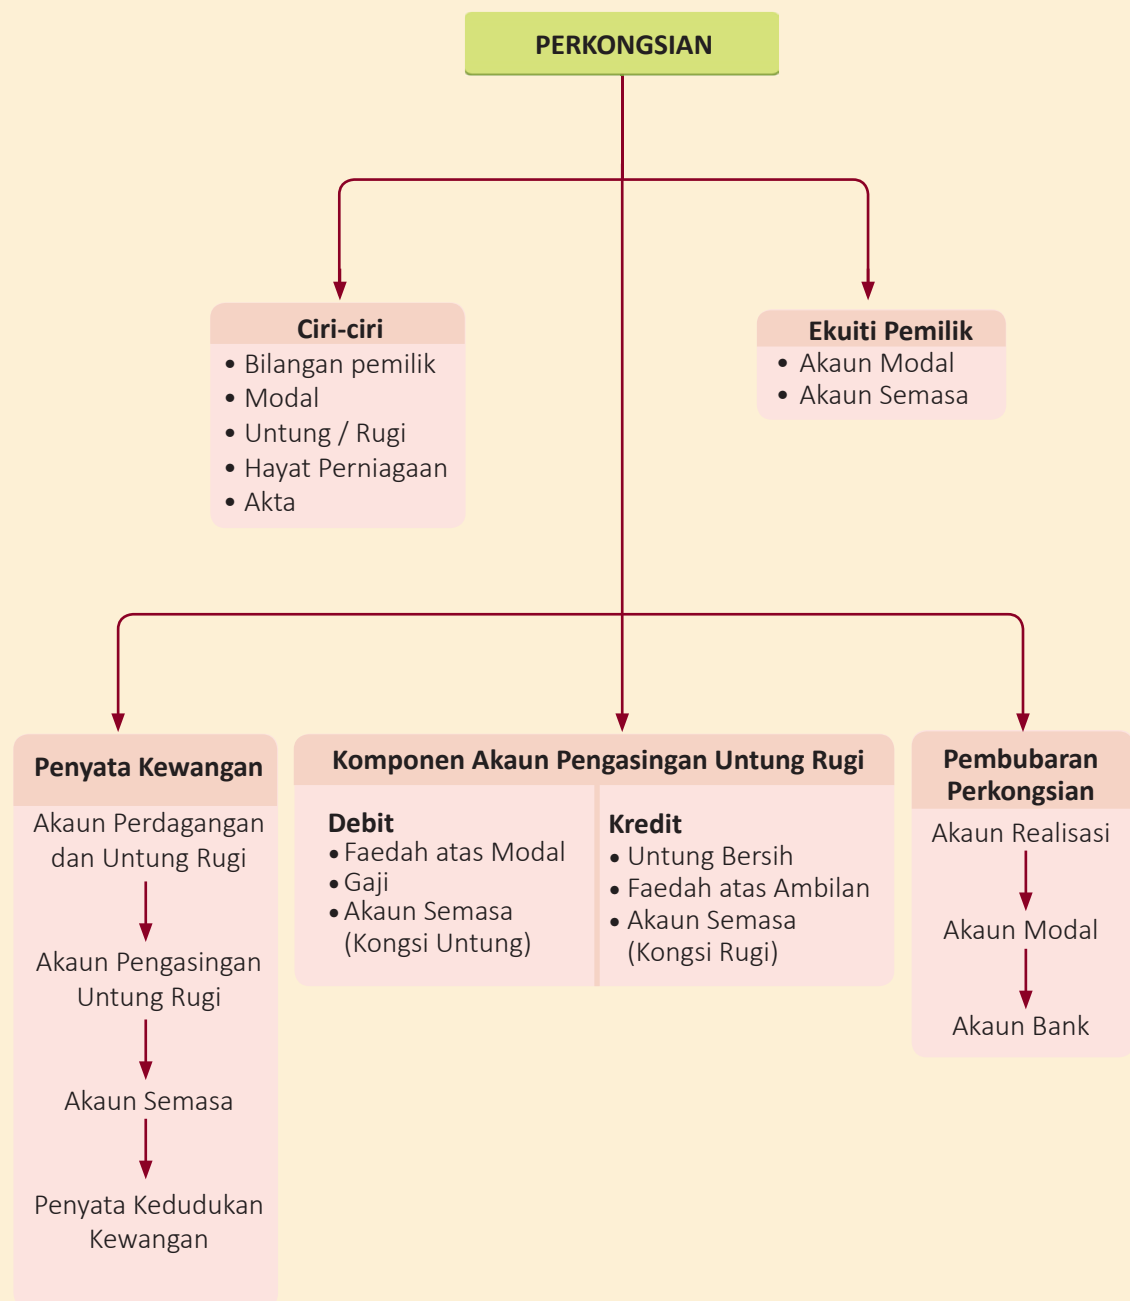 PERKONGSIAN
Ciri-ciri
• Bilangan pemilik
• Modal
• Untung / Rugi
• Hayat Perniagaan
• Akta
Ekuiti Pemilik
• Akaun Modal
• Akaun Semasa
Penyata Kewangan
Akaun Perdagangan
dan Untung Rugi
Akaun Pengasingan
Untung Rugi
Akaun Semasa
Penyata Kedudukan
Kewangan
Komponen Akaun Pengasingan Untung Rugi
Debit
• Faedah atas Modal
• Gaji
• Akaun Semasa
(Kongsi Untung)
Kredit
• Untung Bersih
• Faedah atas Ambilan
• Akaun Semasa
(Kongsi Rugi)
Pembubaran
Perkongsian
Akaun Realisasi
Akaun Modal
Akaun Bank